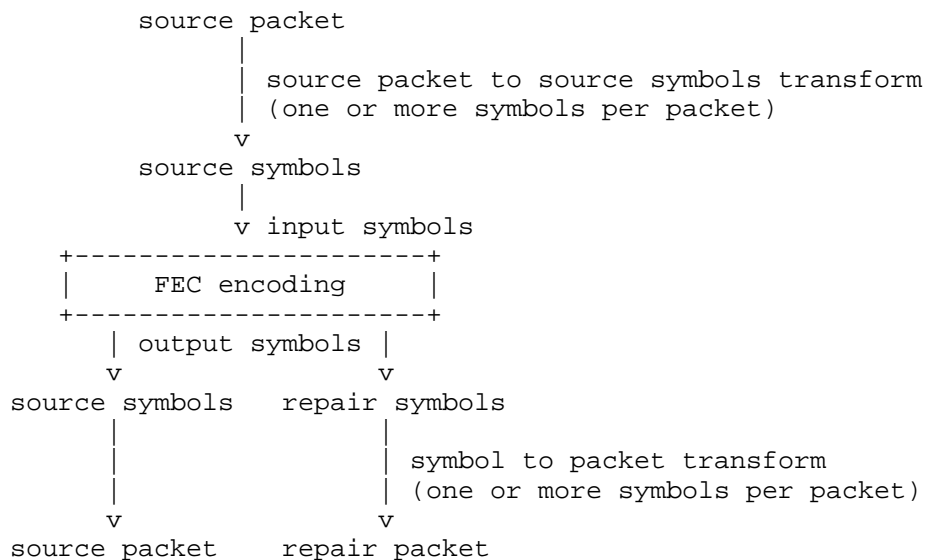 source packet
|
| source packet to source symbols transform
| (one or more symbols per packet)
v
source symbols
|
v input symbols
+----------------------+
| FEC encoding |
+----------------------+
| output symbols |
v v
source symbols repair symbols
| |
| | symbol to packet transform
| | (one or more symbols per packet)
v v
source packet repair packet